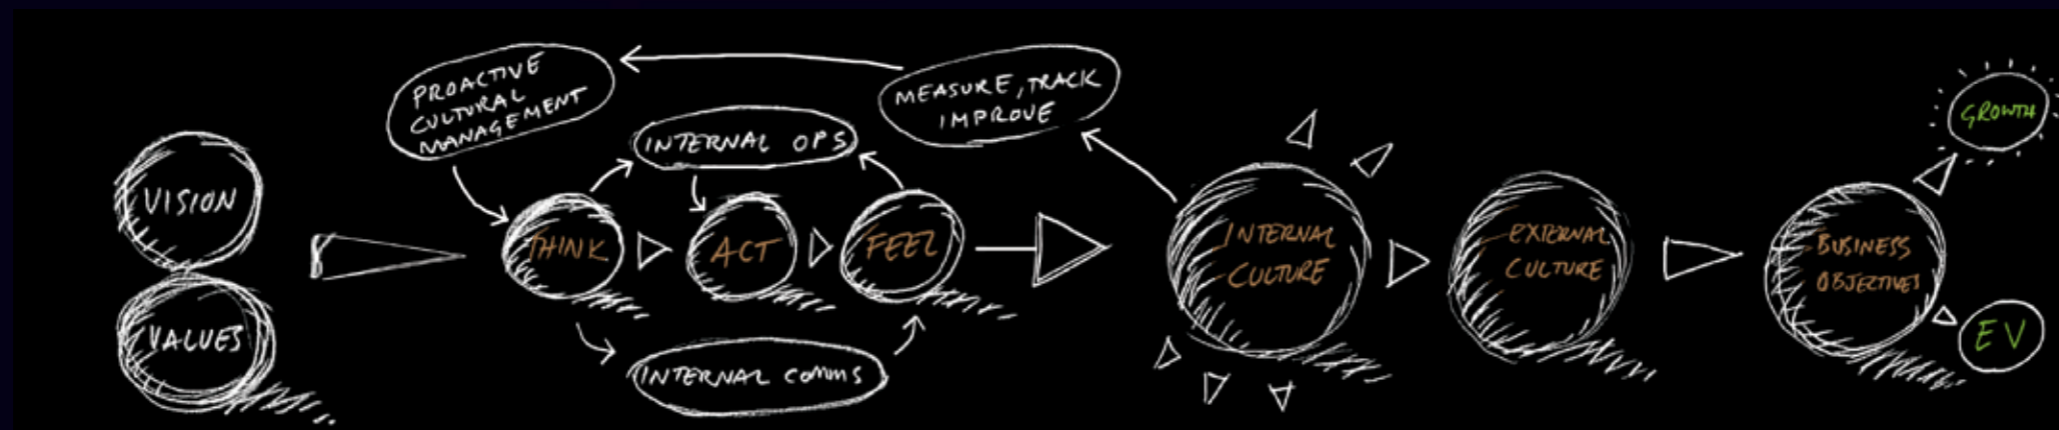 VISION
VALUES
PROACTIVE
CULTURAL
MANAGEMENT
MEASURE, TRACK
IMPROVE
INTERNAL OPS
THINK
ACT
FEEL
INTERNAL COMMS
INTERNAL
CULTURE
EXTERNAL
CULTURE
BUSINESS
OBJECTIVES
GROWTH
EV